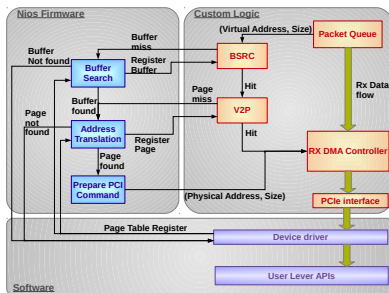 Nios Firmware
Custom Logic
Buffer
Not found
Buffer
miss
(Virtual Address, Size)
Packet Queue
Buffer
Search
Register
Buffer
BSRC
Rx Data
flow
Page
not
found
Buffer
found
Page
miss
Hit
V2P
Address
Translation
Register
Page
Hit
RX DMA Controller
Page
found
Prepare PCI
Command
(Physical Address, Size)
PCIe interface
Page Table Register
Device driver
User Lever APIs
Software